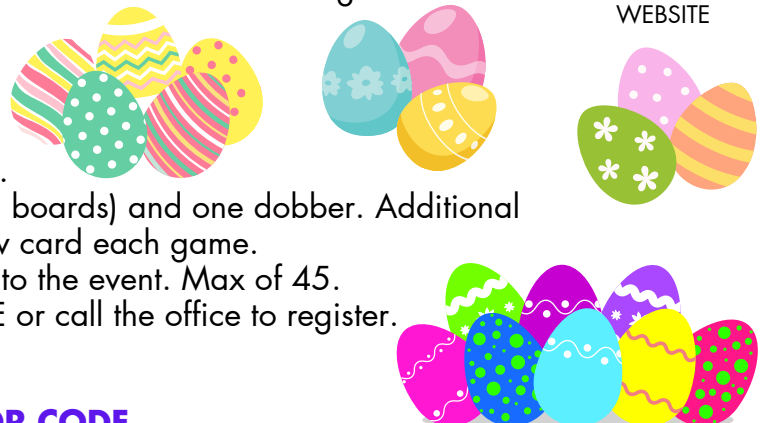 WEBSITE
boards) and one dobber. Additional
card each game.
to the event. Max of 45.
or call the office to register.
CODE